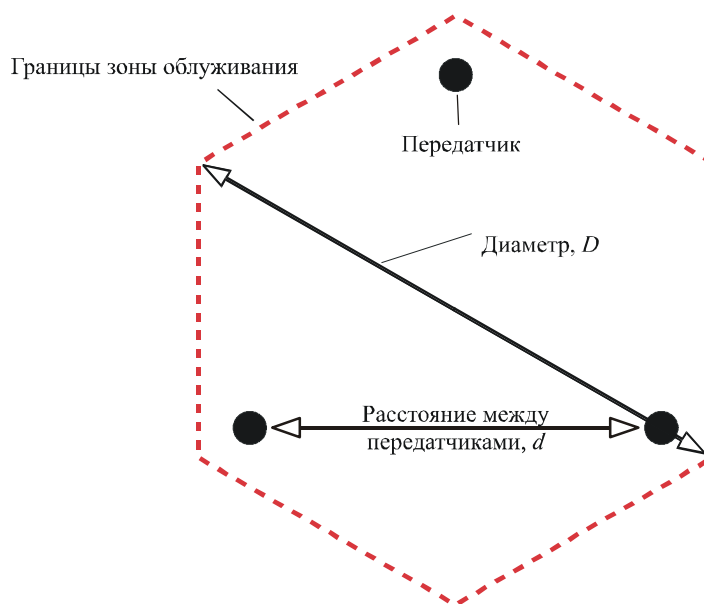 Границы зоны облуживания
Передатчик
Диаметр, D
Расстояние между
передатчиками, d